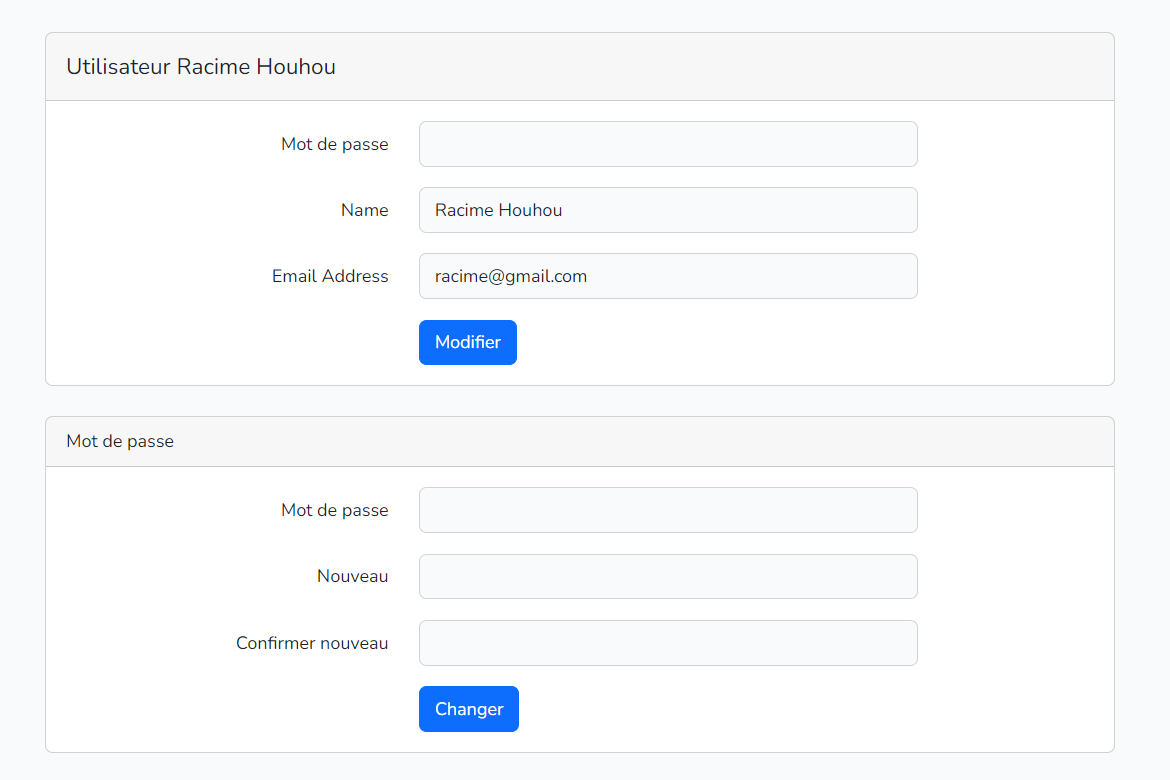 Utilisateur Racime Houhou
Mot de passe
Name
Racime Houhou
Email Address
racime@gmail.com
Modifier
Mot de passe
Mot de passe
Nouveau
Confirmer nouveau
Changer